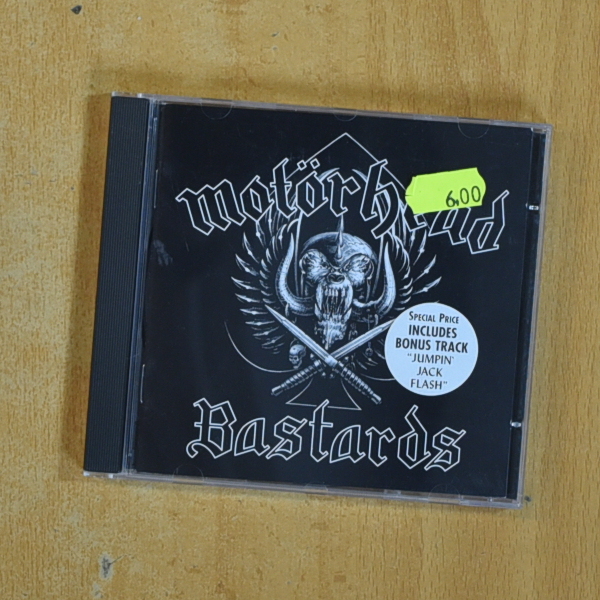 motörhead
6,00
SPECIAL PRICE
INCLUDES
BONUS TRACK
"JUMPIN'
JACK
FLASH"
Bastards